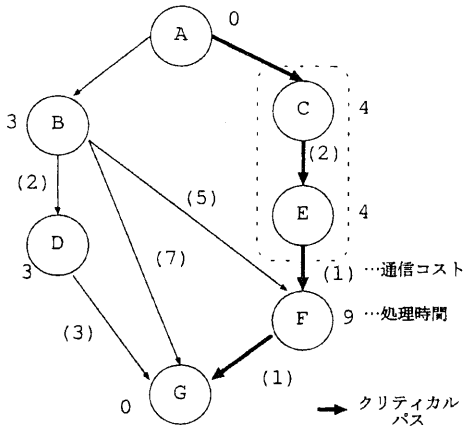 A 0
C 4
3 B
(2)
(2)
(5)
E 4
D
3
(7)
(1) …通信コスト
F 9 …処理時間
(3)
(1)
G
0
クリティカル
パス